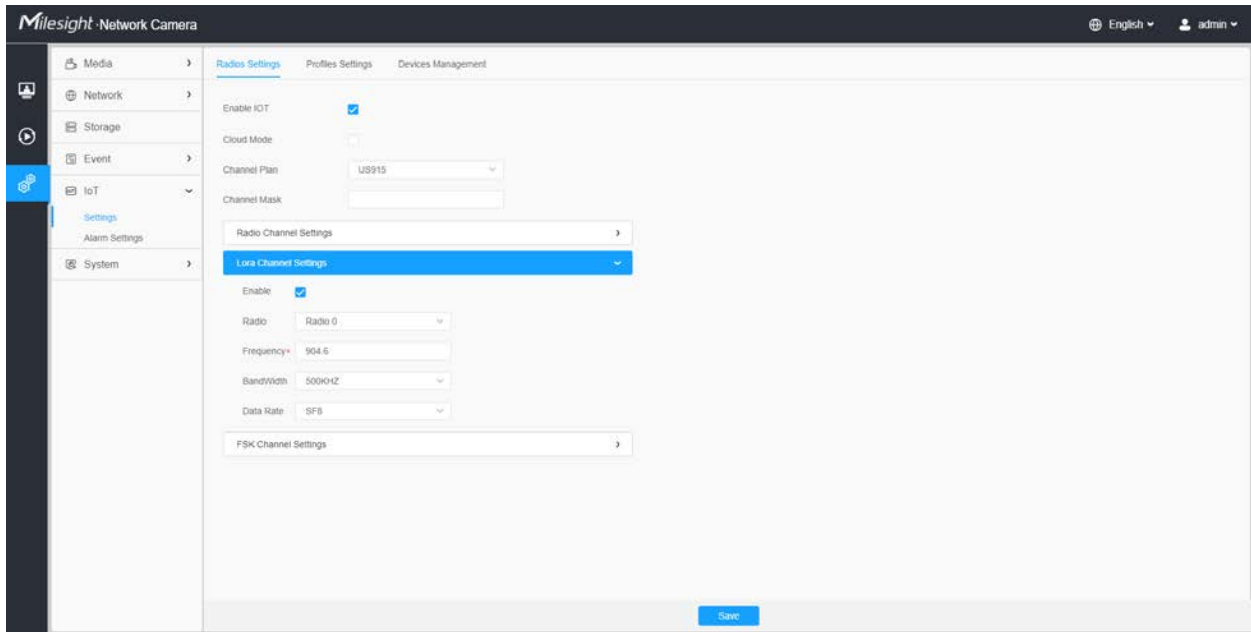 Milesight · Network Camera
English
admin
Media
Network
Storage
Event
IoT
Settings
Alarm Settings
System
Radios Settings
Profiles Settings
Devices Management
Enable IOT
Cloud Mode
Channel Plan
US915
Channel Mask
Radio Channel Settings
Lora Channel Settings
Enable
Radio
Radio 0
Frequency*
904.6
BandWidth
500KHZ
Data Rate
SF8
FSK Channel Settings
Save